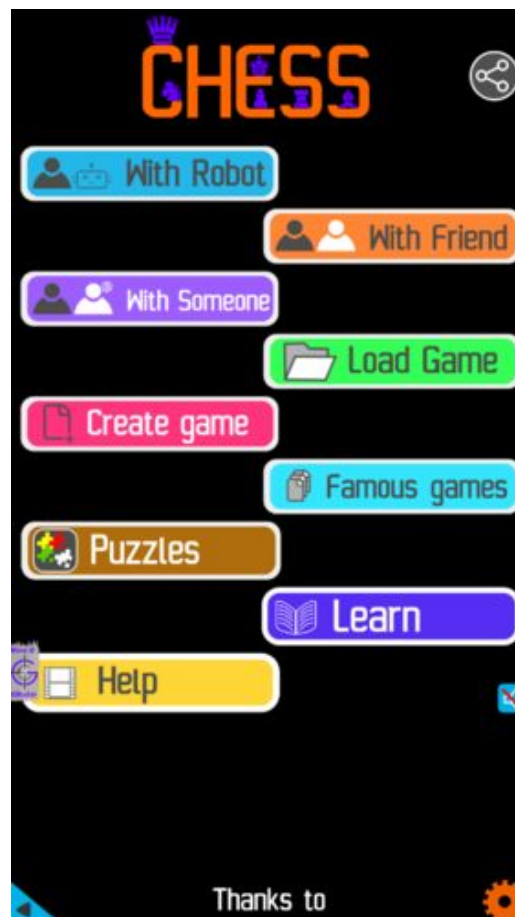 CHESS
With Robot
With Friend
With Someone
Load Game
Create game
Famous games
Puzzles
Learn
Help
Thanks to